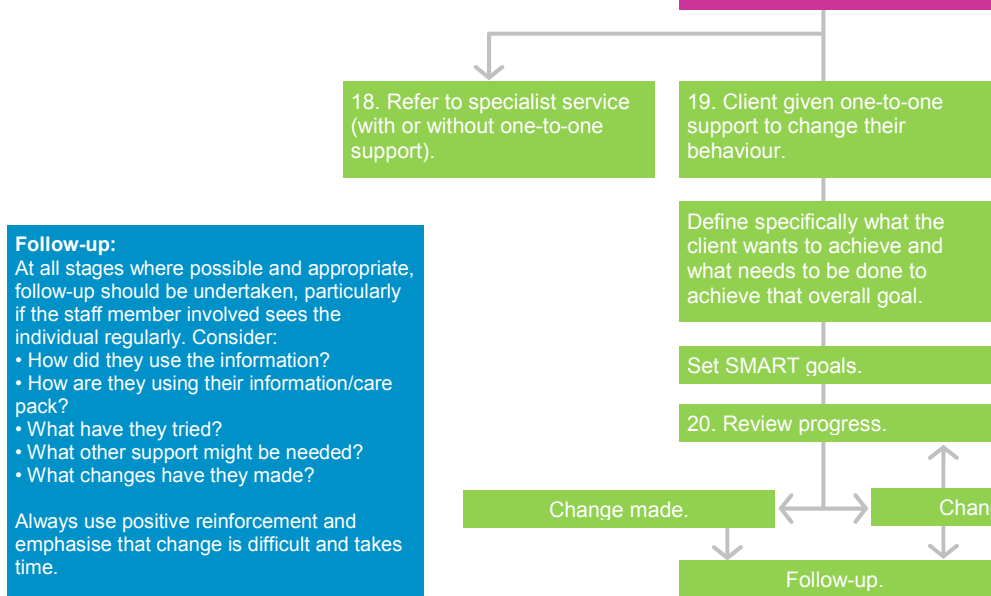 18. Refer to specialist service
(with or without one-to-one
support).
19. Client given one-to-one
support to change their
behaviour.
Define specifically what the
client wants to achieve and
what needs to be done to
achieve that overall goal.
Set SMART goals.
20. Review progress.
Change made.
Chan
Follow-up.
Follow-up:
At all stages where possible and appropriate,
follow-up should be undertaken, particularly
if the staff member involved sees the
individual regularly. Consider:
• How did they use the information?
• How are they using their information/care
pack?
• What have they tried?
• What other support might be needed?
• What changes have they made?
Always use positive reinforcement and
emphasise that change is difficult and takes
time.